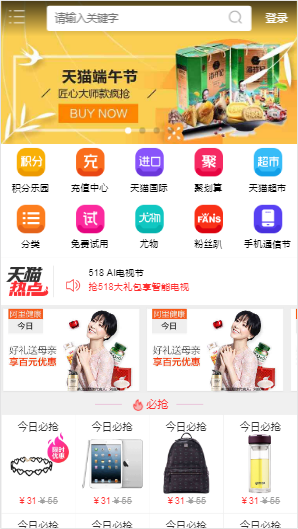 请输入关键字
登录
天猫端午节
匠心大师款疯抢
BUY NOW
积分 充 进口 聚 超市
积分乐园 充值中心 天猫国际 聚划算 天猫超市
试 尤物 FANS
分类 免费试用 尤物 粉丝趴 手机通信节
天猫
热点
518 AI电视节
抢518大礼包享智能电视
阿里健康 阿里健康
今日 今日
好礼送母亲 好礼送母亲
享百元优惠 享百元优惠
必抢
今日必抢 今日必抢 今日必抢 今日必抢
限时
优惠
¥31 ¥55 ¥31 ¥55 ¥31 ¥55 ¥31 ¥55
今日必抢 今日必抢 今日必抢 今日必抢